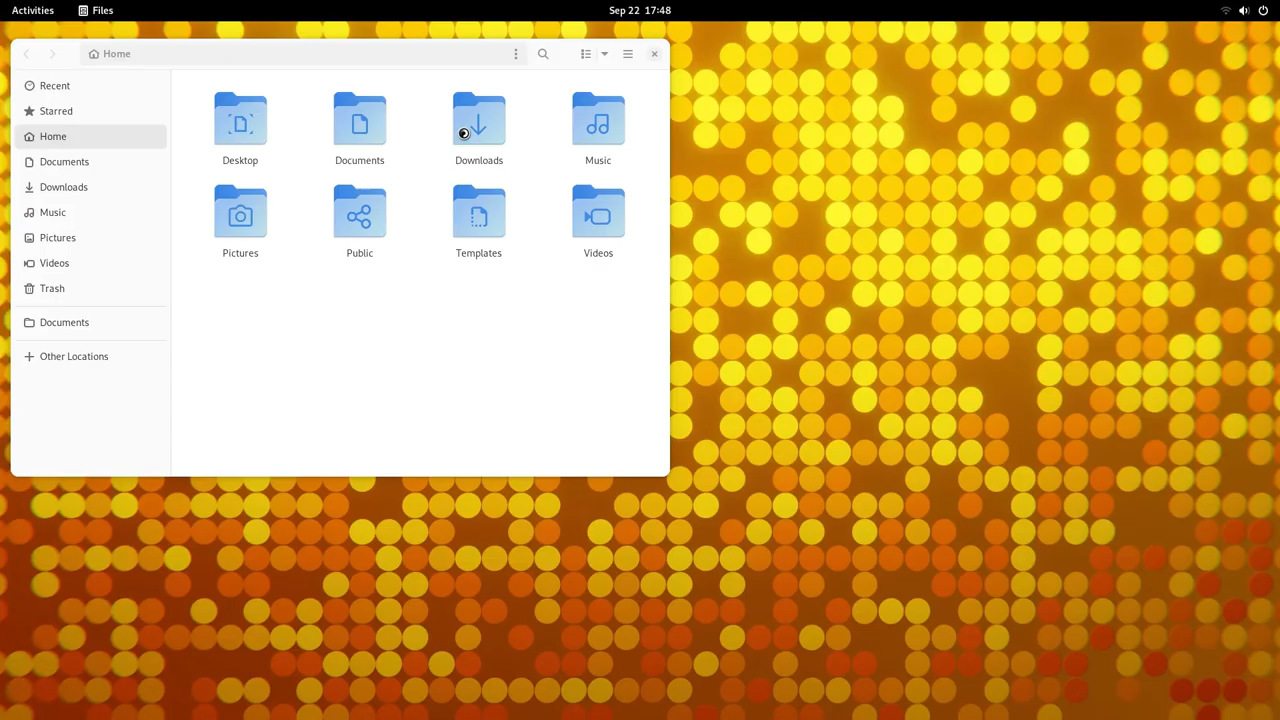 Activities Files Sep 22 17:48
Home
Recent
Starred
Home
Documents
Downloads
Music
Pictures
Videos
Trash
Documents
Other Locations
Desktop Documents Downloads Music
Pictures Public Templates Videos